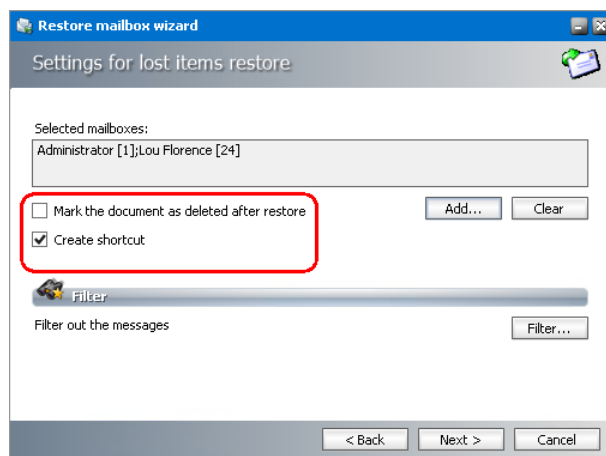 Restore mailbox wizard
Settings for lost items restore
Selected mailboxes:
Administrator [1];Lou Florence [24]
Mark the document as deleted after restore
Add...
Clear
Create shortcut
Filter
Filter out the messages
Filter...
< Back
Next >
Cancel